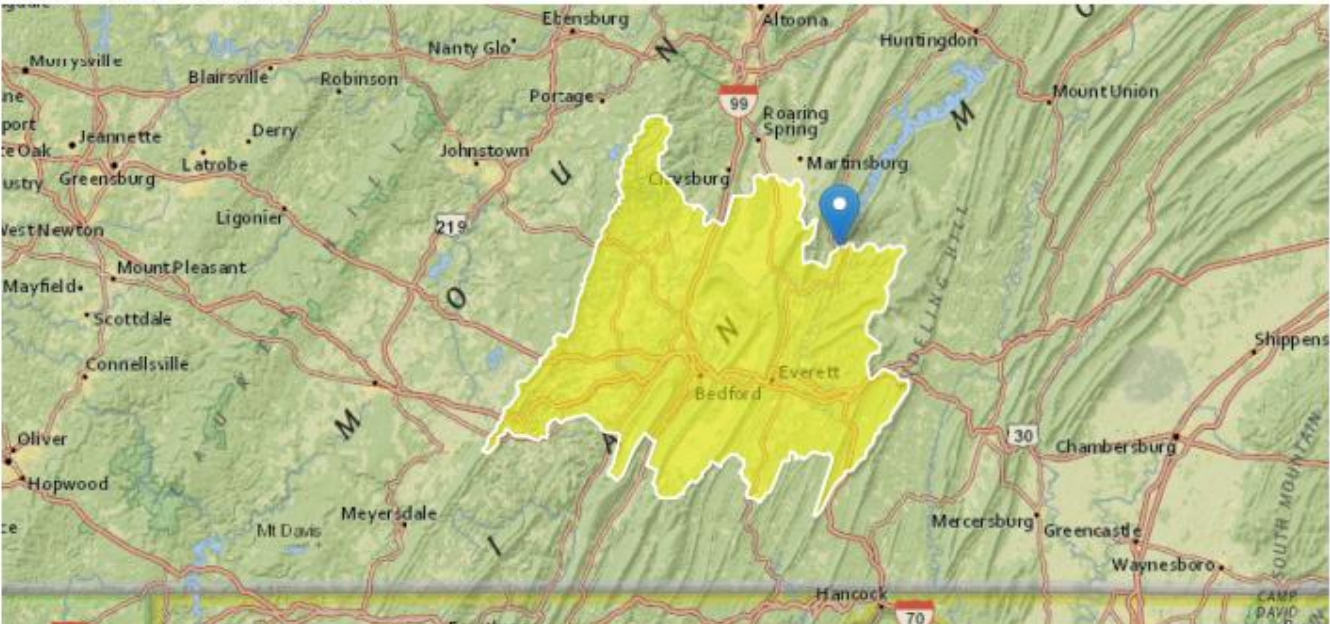 Ebensburg
Altoona
Nanty Glo
Huntingdon
Murrysville
Blairsville
Robinson
N
Portage
99
Mount Union
Roaring
Spring
M
port
Jeannette
Derry
Johnstown
Martinsburg
Latrobe
Greensburg
U
Claysburg
Ligonier
219
West Newton
Mount Pleasant
Mayfield
O
Scottdale
N
Shippens
Connellsville
Everett
Bedford
M
30
Oliver
A
Chambersburg
Hopwood
Meyersdale
Mt Davis
Mercersburg
Greencastle
I
SOUTH MOUNTAIN
Waynesboro
Hancock
70
CAMP
DAVID